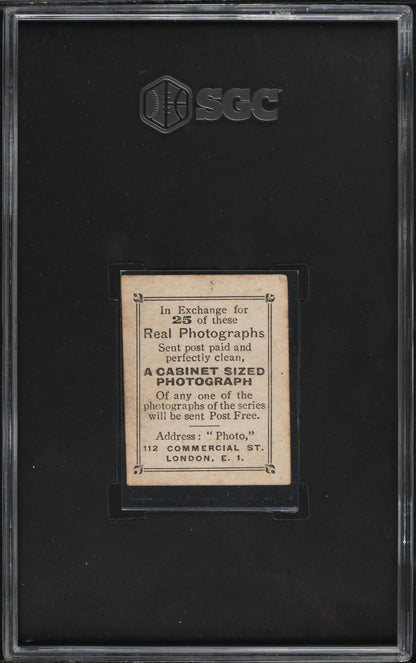 SGC
In Exchange for
25 of these
Real Photographs
Sent post paid and
perfectly clean,
A CABINET SIZED
PHOTOGRAPH
Of any one of the
photographs of the series
will be sent Post Free.
Address: "Photo,"
112 COMMERCIAL ST.
LONDON, E. 1.